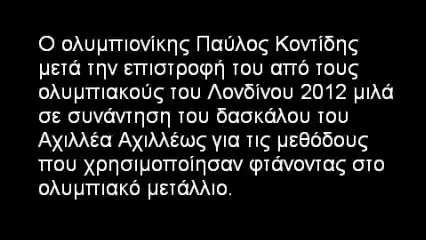 Ο ολυμπιονίκης Παύλος Κοντίδης
μετά την επιστροφή του από τους
ολυμπιακούς του Λονδίνου 2012 μιλά
σε συνάντηση του δασκάλου του
Αχιλλέα Αχιλλέως για τις μεθόδους
που χρησιμοποίησαν φτάνοντας στο
ολυμπιακό μετάλλιο.